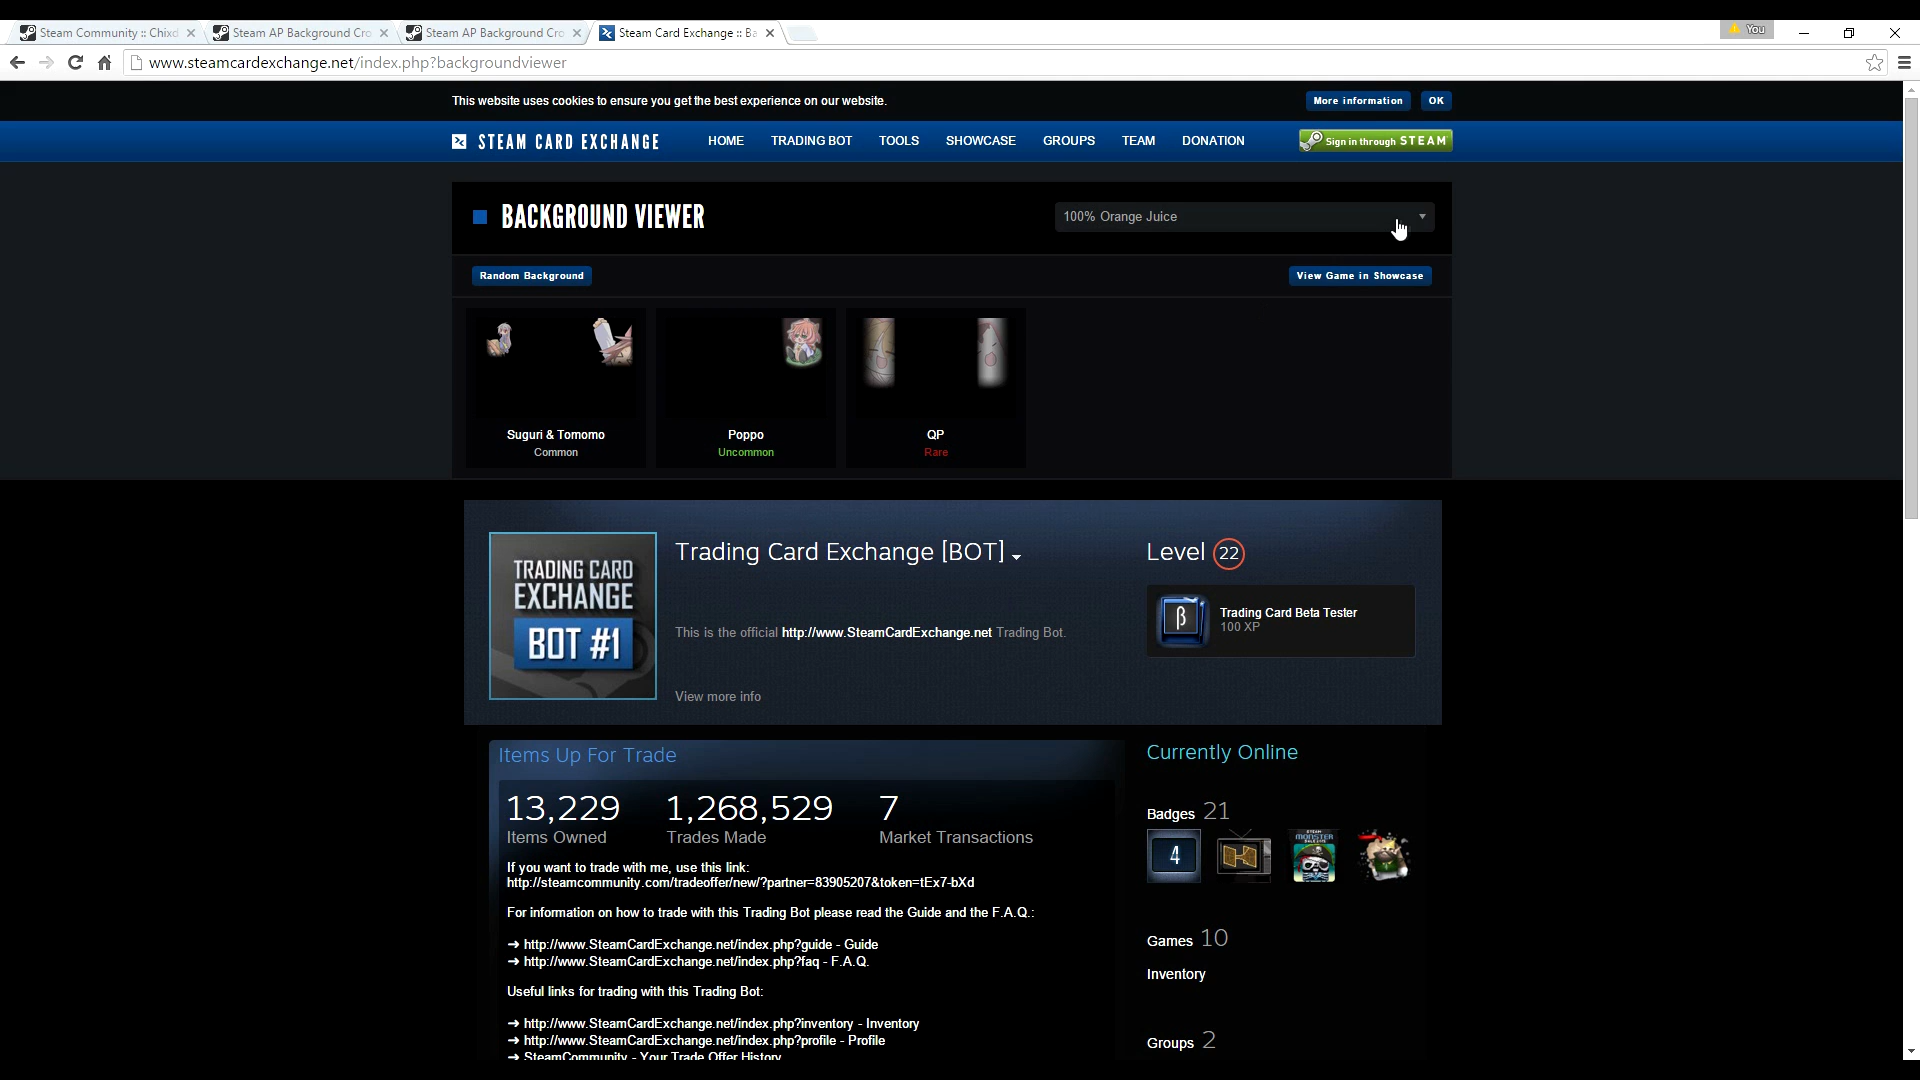 Steam Community :: Chixd
Steam AP Background Cro
Steam AP Background Cro
Steam Card Exchange :: Ba
You
www.steamcardexchange.net/index.php?backgroundviewer
This website uses cookies to ensure you get the best experience on our website.
More information
OK
STEAM CARD EXCHANGE
HOME
TRADING BOT
TOOLS
SHOWCASE
GROUPS
TEAM
DONATION
Sign in through STEAM
BACKGROUND VIEWER
100% Orange Juice
Random Background
View Game in Showcase
Suguri & Tomomo
Common
Poppo
Uncommon
QP
Rare
TRADING CARD
EXCHANGE
BOT #1
Trading Card Exchange [BOT]
This is the official http://www.SteamCardExchange.net Trading Bot.
View more info
Level 22
β
Trading Card Beta Tester
100 XP
Items Up For Trade
13,229
Items Owned
1,268,529
Trades Made
7
Market Transactions
If you want to trade with me, use this link:
http://steamcommunity.com/tradeoffer/new/?partner=83905207&token=tEx7-bXd
For information on how to trade with this Trading Bot please read the Guide and the F.A.Q.:
➔ http://www.SteamCardExchange.net/index.php?guide - Guide
➔ http://www.SteamCardExchange.net/index.php?faq - F.A.Q.
Useful links for trading with this Trading Bot:
➔ http://www.SteamCardExchange.net/index.php?inventory - Inventory
➔ http://www.SteamCardExchange.net/index.php?profile - Profile
➔ SteamCommunity - Your Trade Offer History
Currently Online
Badges 21
4
STEAM
MONSTER
Games 10
Inventory
Groups 2